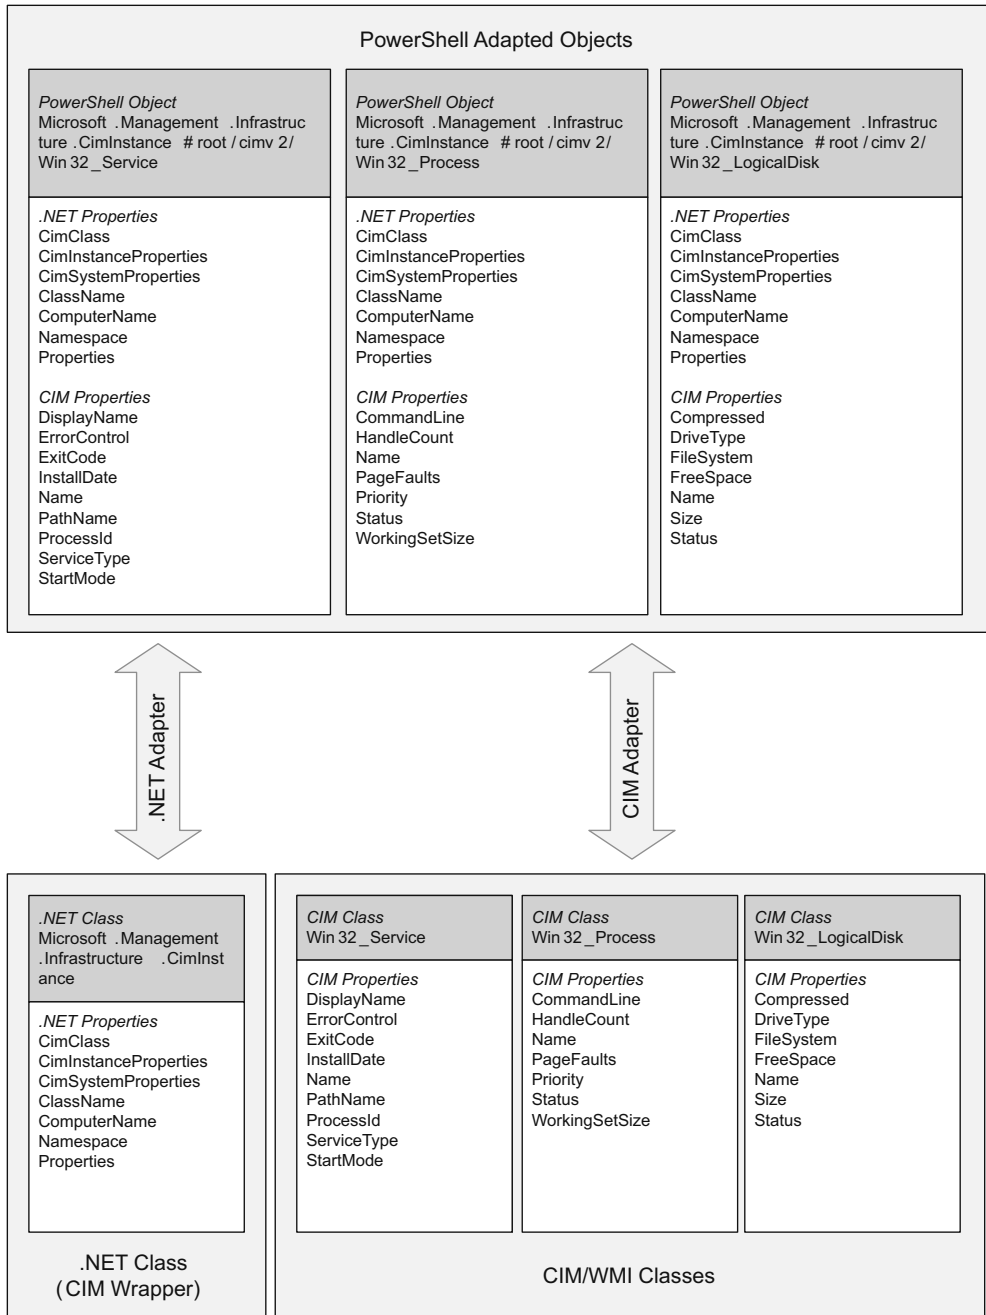 PowerShell Adapted Objects
PowerShell Object
Microsoft .Management .Infrastruc
ture .CimInstance # root / cimv 2/
Win 32 _Service
.NET Properties
CimClass
CimInstanceProperties
CimSystemProperties
ClassName
ComputerName
Namespace
Properties
CIM Properties
DisplayName
ErrorControl
ExitCode
InstallDate
Name
PathName
ProcessId
ServiceType
StartMode
PowerShell Object
Microsoft .Management .Infrastruc
ture .CimInstance # root / cimv 2/
Win 32 _Process
.NET Properties
CimClass
CimInstanceProperties
CimSystemProperties
ClassName
ComputerName
Namespace
Properties
CIM Properties
CommandLine
HandleCount
Name
PageFaults
Priority
Status
WorkingSetSize
PowerShell Object
Microsoft .Management .Infrastruc
ture .CimInstance # root / cimv 2/
Win 32 _LogicalDisk
.NET Properties
CimClass
CimInstanceProperties
CimSystemProperties
ClassName
ComputerName
Namespace
Properties
CIM Properties
Compressed
DriveType
FileSystem
FreeSpace
Name
Size
Status
.NET Adapter
CIM Adapter
.NET Class
Microsoft .Management
.Infrastructure .CimInst
ance
.NET Properties
CimClass
CimInstanceProperties
CimSystemProperties
ClassName
ComputerName
Namespace
Properties
.NET Class
(CIM Wrapper)
CIM Class
Win 32 _Service
CIM Properties
DisplayName
ErrorControl
ExitCode
InstallDate
Name
PathName
ProcessId
ServiceType
StartMode
CIM Class
Win 32 _Process
CIM Properties
CommandLine
HandleCount
Name
PageFaults
Priority
Status
WorkingSetSize
CIM Class
Win 32 _LogicalDisk
CIM Properties
Compressed
DriveType
FileSystem
FreeSpace
Name
Size
Status
CIM/WMI Classes